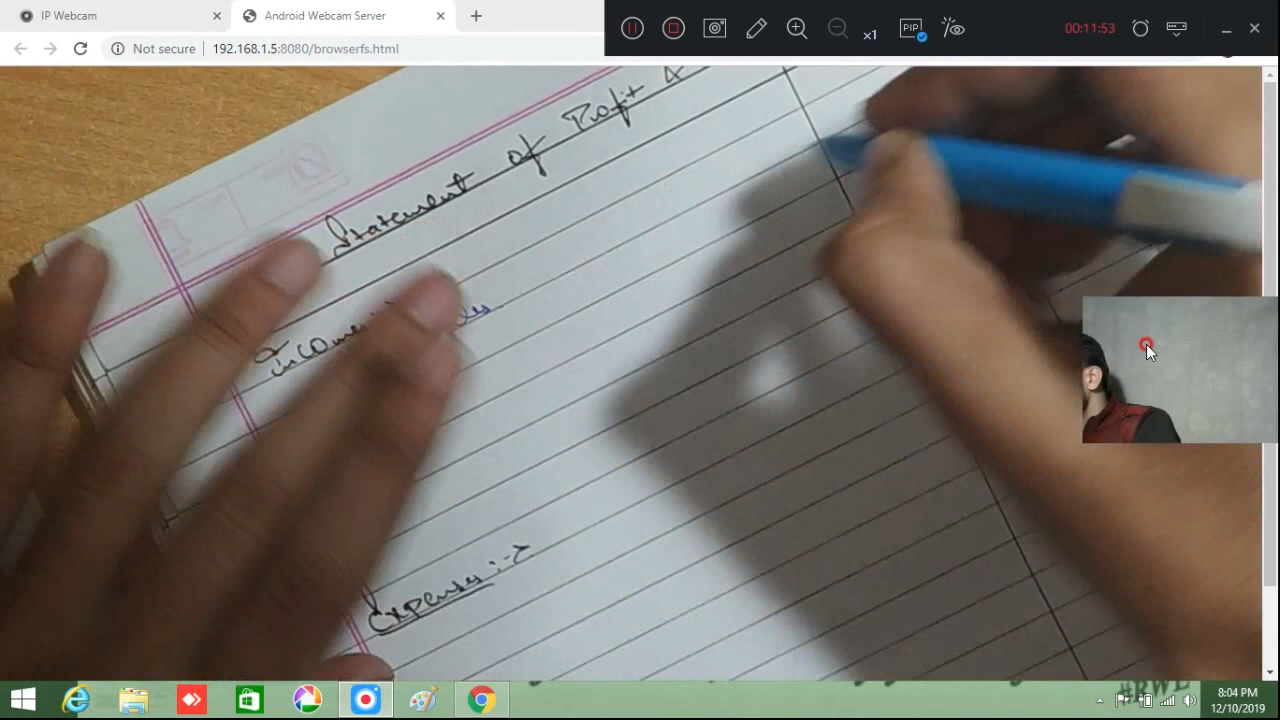 IP Webcam
Android Webcam Server
Not secure 192.168.1.5:8080/browserfs.html
x1
PIP
00:11:53
Statement of Profit &
Income
Expenses :->
8:04 PM
12/10/2019